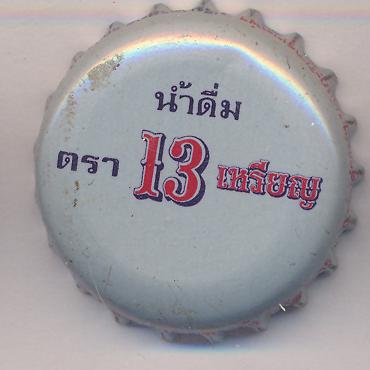 น้ำดื่ม
ตรา 13 เหรียญ